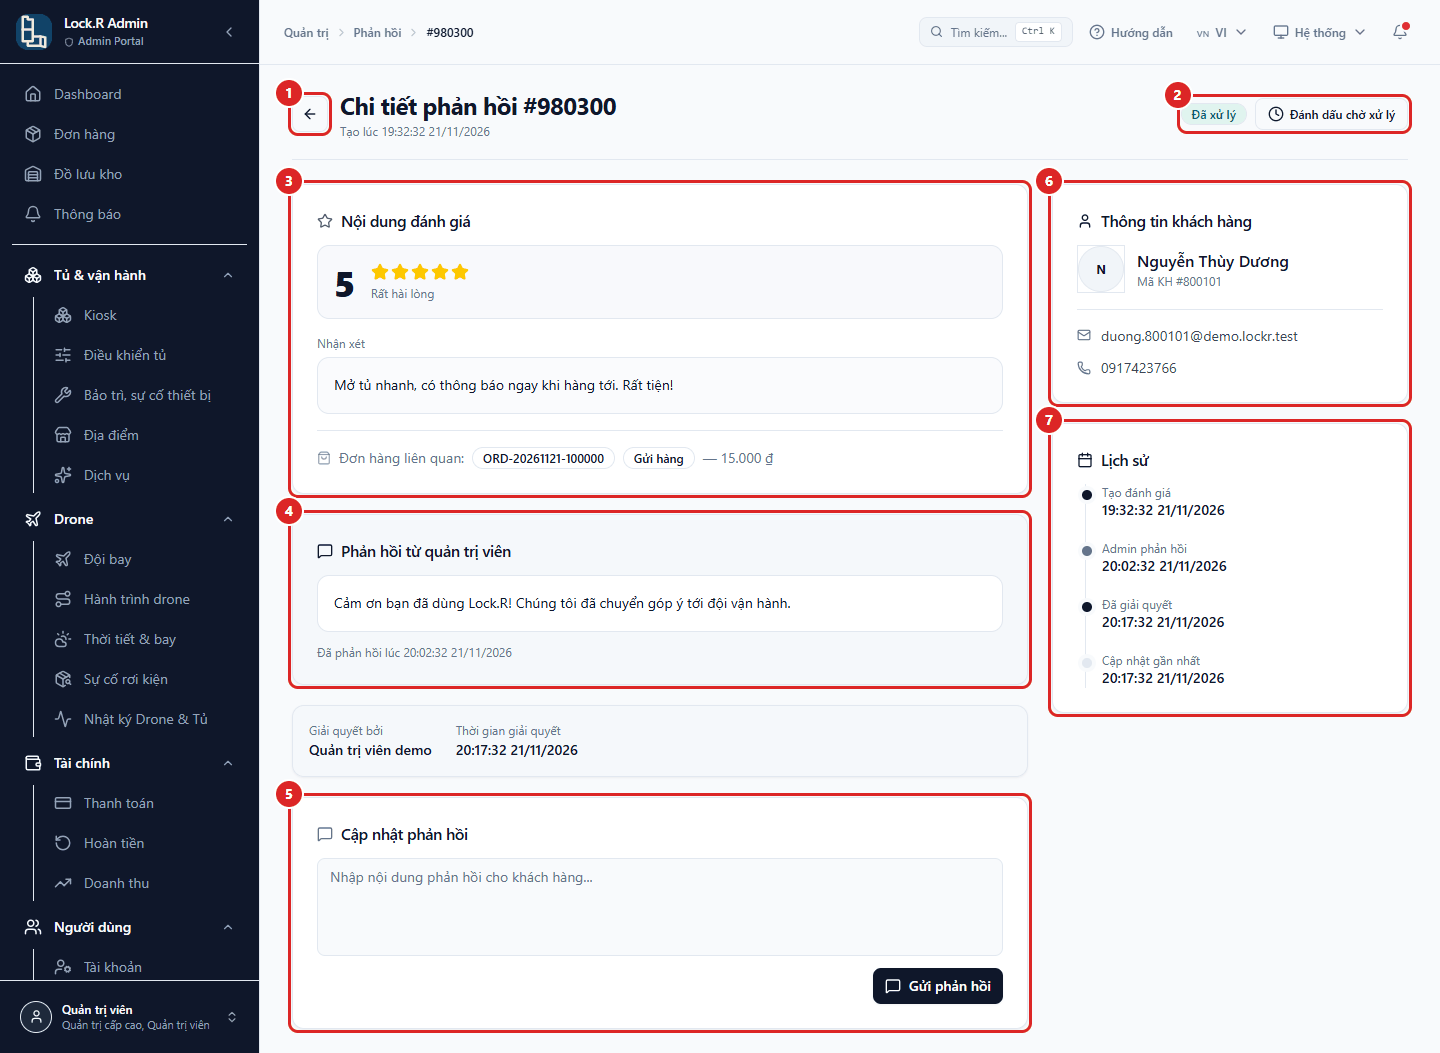 Lock.R Admin
Admin Portal
Dashboard
Đơn hàng
Đồ lưu kho
Thông báo
Tủ & vận hành
Kiosk
Điều khiển tủ
Bảo trì, sự cố thiết bị
Địa điểm
Dịch vụ
Drone
Đội bay
Hành trình drone
Thời tiết & bay
Sự cố rơi kiện
Nhật ký Drone & Tủ
Tài chính
Thanh toán
Hoàn tiền
Doanh thu
Người dùng
Tài khoản
Quản trị viên
Quản trị cấp cao, Quản trị viên
Quản trị > Phản hồi > #980300
Tìm kiếm... Ctrl K
Hướng dẫn
VN VI
Hệ thống
1
Chi tiết phản hồi #980300
Tạo lúc 19:32:32 21/11/2026
2
Đã xử lý
Đánh dấu chờ xử lý
3
Nội dung đánh giá
5
Rất hài lòng
Nhận xét
Mở tủ nhanh, có thông báo ngay khi hàng tới. Rất tiện!
Đơn hàng liên quan: ORD-20261121-100000 Gửi hàng — 15.000 ₫
4
Phản hồi từ quản trị viên
Cảm ơn bạn đã dùng Lock.R! Chúng tôi đã chuyển góp ý tới đội vận hành.
Đã phản hồi lúc 20:02:32 21/11/2026
Giải quyết bởi
Quản trị viên demo
Thời gian giải quyết
20:17:32 21/11/2026
5
Cập nhật phản hồi
Nhập nội dung phản hồi cho khách hàng...
Gửi phản hồi
6
Thông tin khách hàng
N
Nguyễn Thùy Dương
Mã KH #800101
duong.800101@demo.lockr.test
0917423766
7
Lịch sử
Tạo đánh giá
19:32:32 21/11/2026
Admin phản hồi
20:02:32 21/11/2026
Đã giải quyết
20:17:32 21/11/2026
Cập nhật gần nhất
20:17:32 21/11/2026